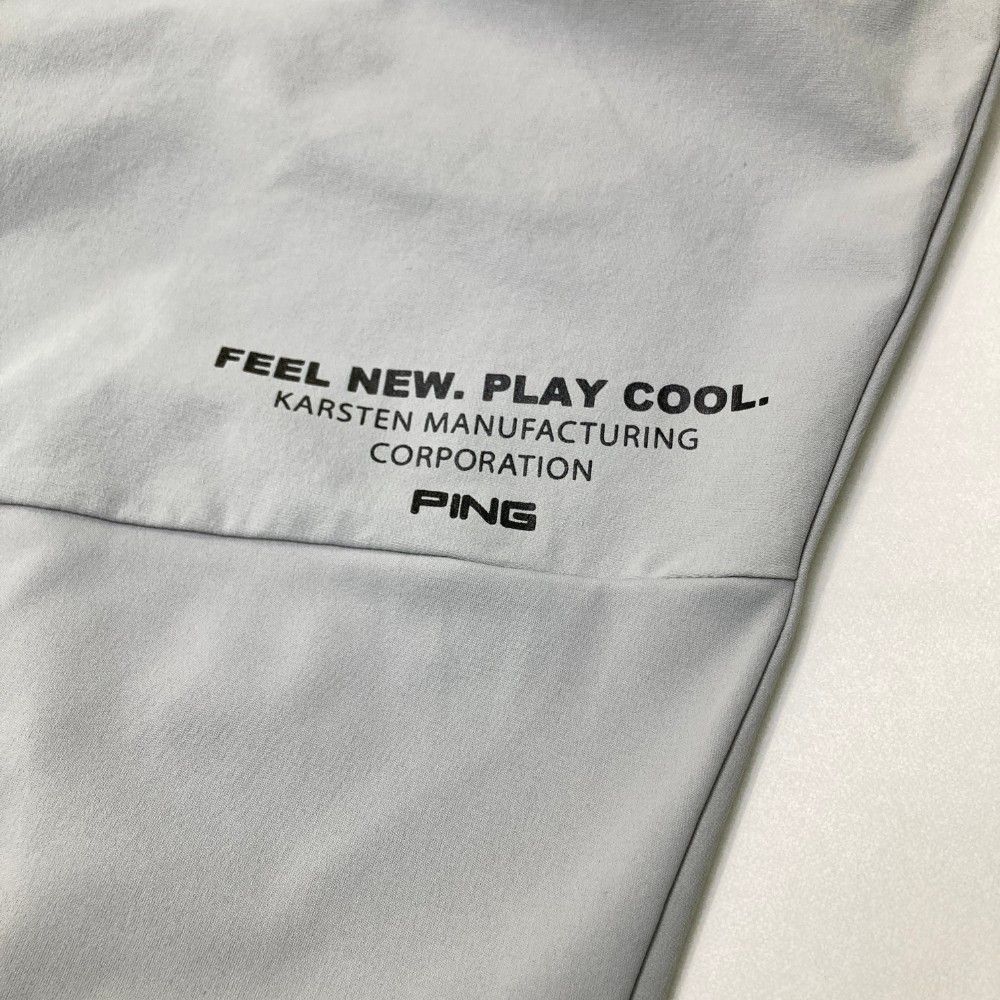 FEEL NEW. PLAY COOL.
KARSTEN MANUFACTURING
CORPORATION
PING